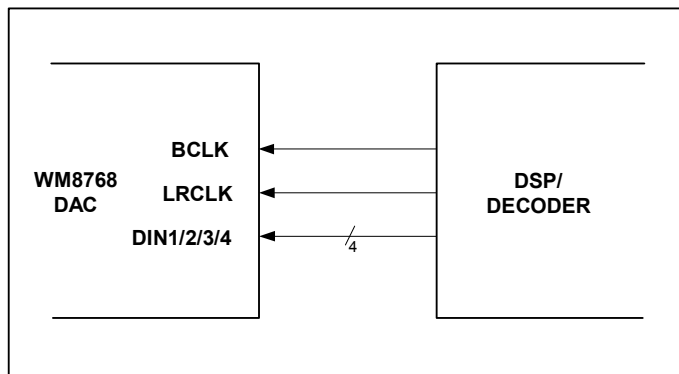 BCLK
WM8768
DAC
LRCLK
DIN1/2/3/4
4
DSP/
DECODER